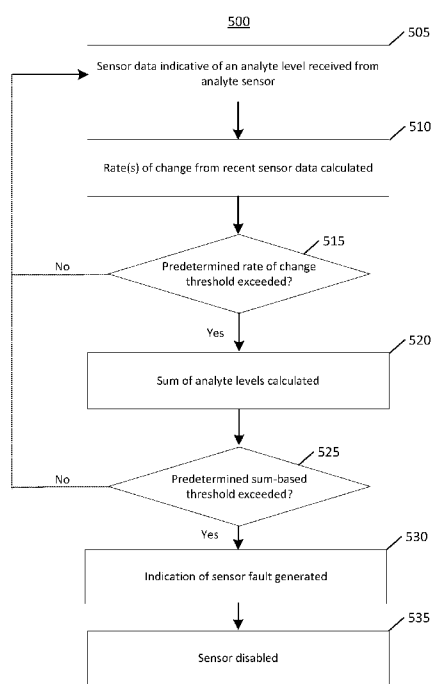 500
505
Sensor data indicative of an analyte level received from
analyte sensor
510
Rate(s) of change from recent sensor data calculated
515
Predetermined rate of change
threshold exceeded?
No
Yes
520
Sum of analyte levels calculated
525
Predetermined sum-based
threshold exceeded?
No
Yes
530
Indication of sensor fault generated
535
Sensor disabled